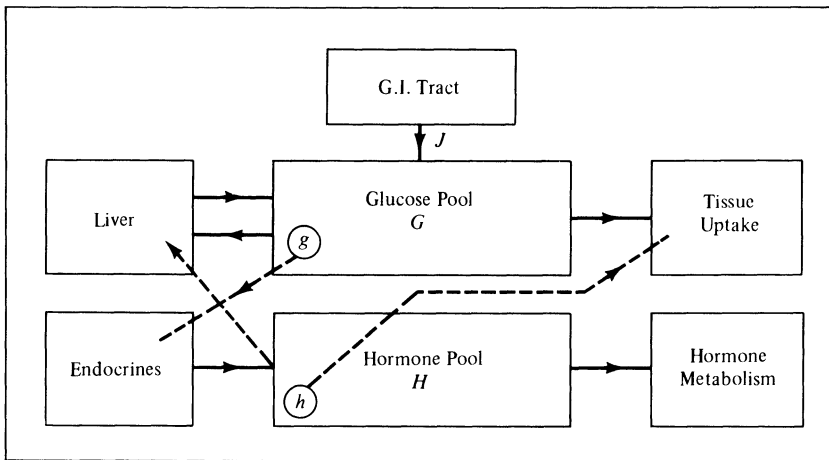 G.I. Tract
J
Liver
Glucose Pool
G
g
Tissue
Uptake
Endocrines
Hormone Pool
H
h
Hormone
Metabolism